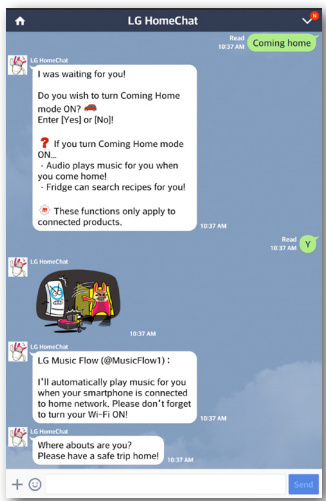 LG HomeChat
N
Read
10:37 AM
Coming home
LG HomeChat
I was waiting for you!
Do you wish to turn Coming Home
mode ON?
Enter [Yes] or [No]!
If you turn Coming Home mode
ON...
· Audio plays music for you when
you come home!
· Fridge can search recipes for you!
These functions only apply to
connected products.
10:37 AM
Read
10:37 AM
Y
LG HomeChat
10:37 AM
LG HomeChat
LG Music Flow (@MusicFlow1) :
I'll automatically play music for you
when your smartphone is connected
to home network. Please don't forget
to turn your Wi-Fi ON!
10:37 AM
LG HomeChat
Where abouts are you?
Please have a safe trip home!
10:37 AM
Send